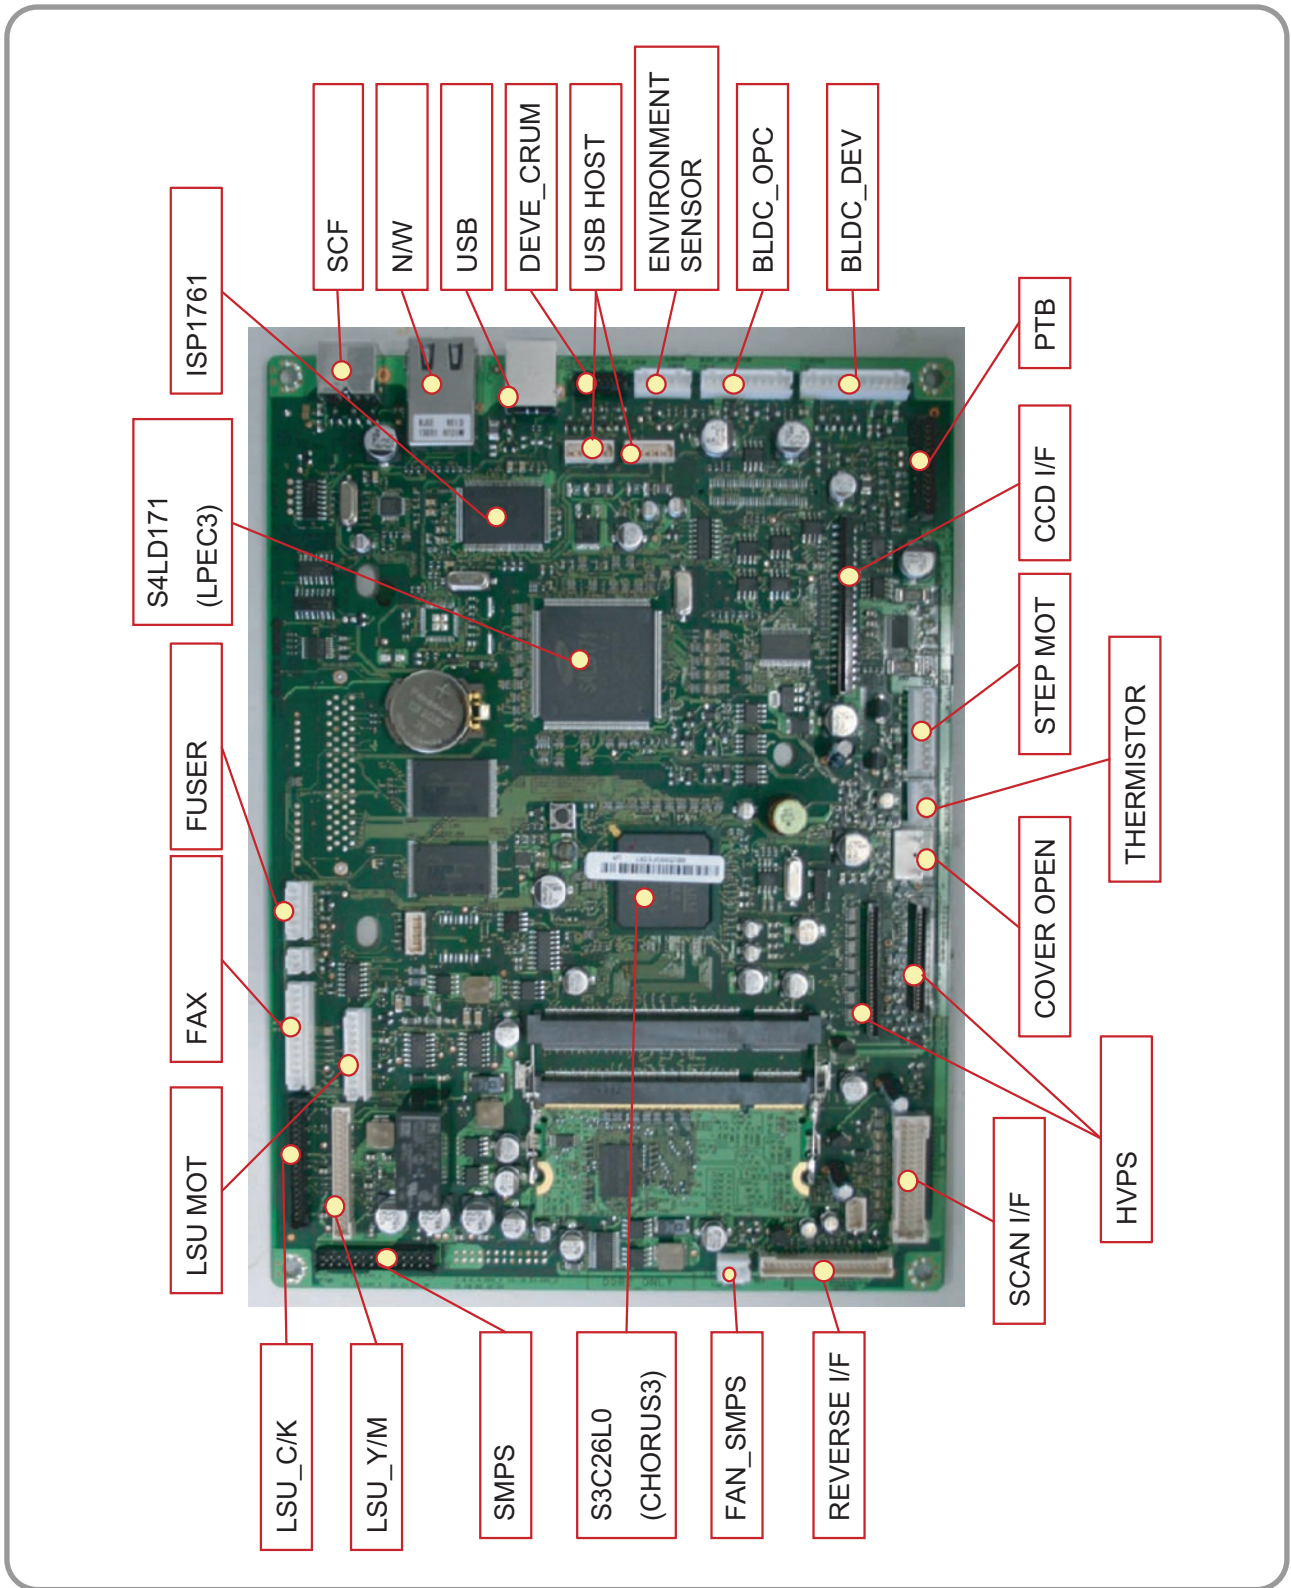 SCF
N/W
USB
DEVE_CRUM
USB HOST
ENVIRONMENT
SENSOR
BLDC_OPC
BLDC_DEV
ISP1761
PTB
S4LD171
(LPEC3)
CCD I/F
FUSER
STEP MOT
THERMISTOR
FAX
COVER OPEN
LSU MOT
HVPS
SCAN I/F
LSU_C/K
LSU_Y/M
SMPS
S3C26L0
(CHORUS3)
FAN_SMPS
REVERSE I/F